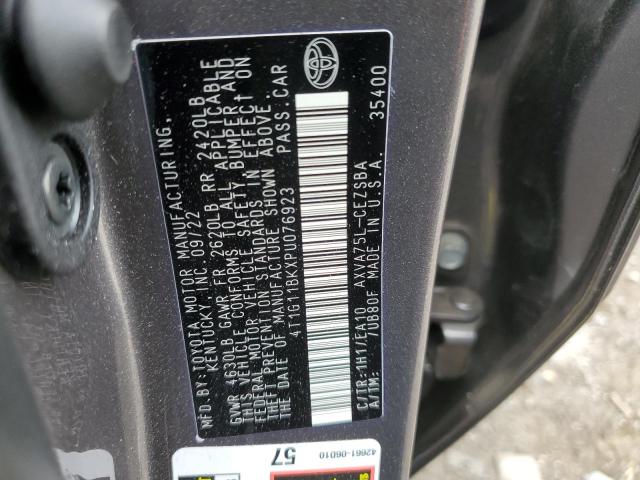 MFD.BY:TOYOTA MOTOR MANUFACTURING,
KENTUCKY, INC. 09/22
GVWR 4630LB GAWR FR 2620LB RR 2420LB
THIS VEHICLE CONFORMS TO ALL APPLICABLE
FEDERAL MOTOR VEHICLE SAFETY, BUMPER AND
THEFT PREVENTION STANDARDS IN EFFECT ON
THE DATE OF MANUFACTURE SHOWN ABOVE.
4T1G11BKXPU076923 PASS.CAR
C/TR:1H1/EA10 AXVA75L-CEZSBA
A/TM: 7UB80F MADE IN U.S.A. 35400
42661-06D10
57